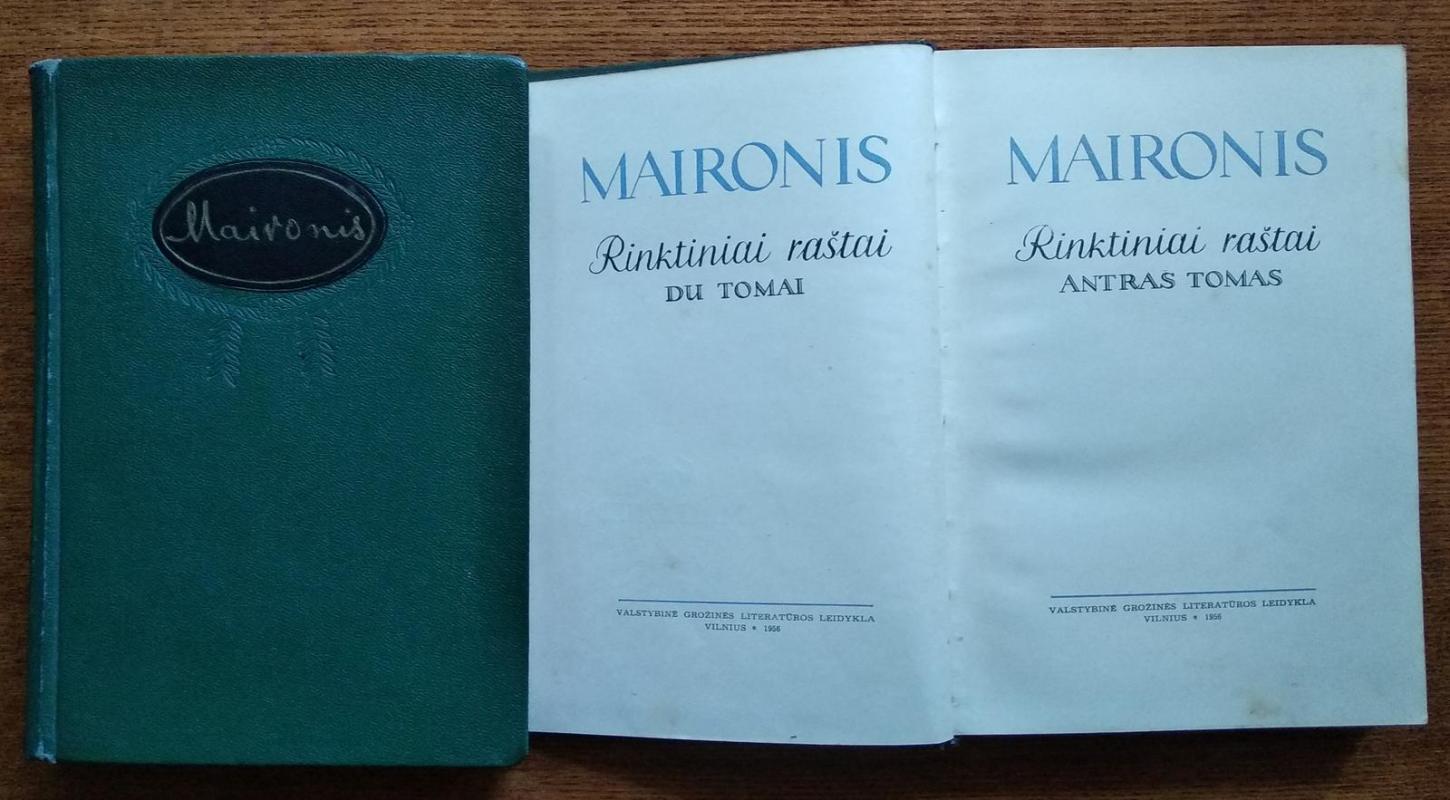 Maironis
MAIRONIS
Rinktiniai raštai
DU TOMAI
VALSTYBINĖ GROŽINĖS LITERATŪROS LEIDYKLA
VILNIUS * 1956
MAIRONIS
Rinktiniai raštai
ANTRAS TOMAS
VALSTYBINĖ GROŽINĖS LITERATŪROS LEIDYKLA
VILNIUS * 1956